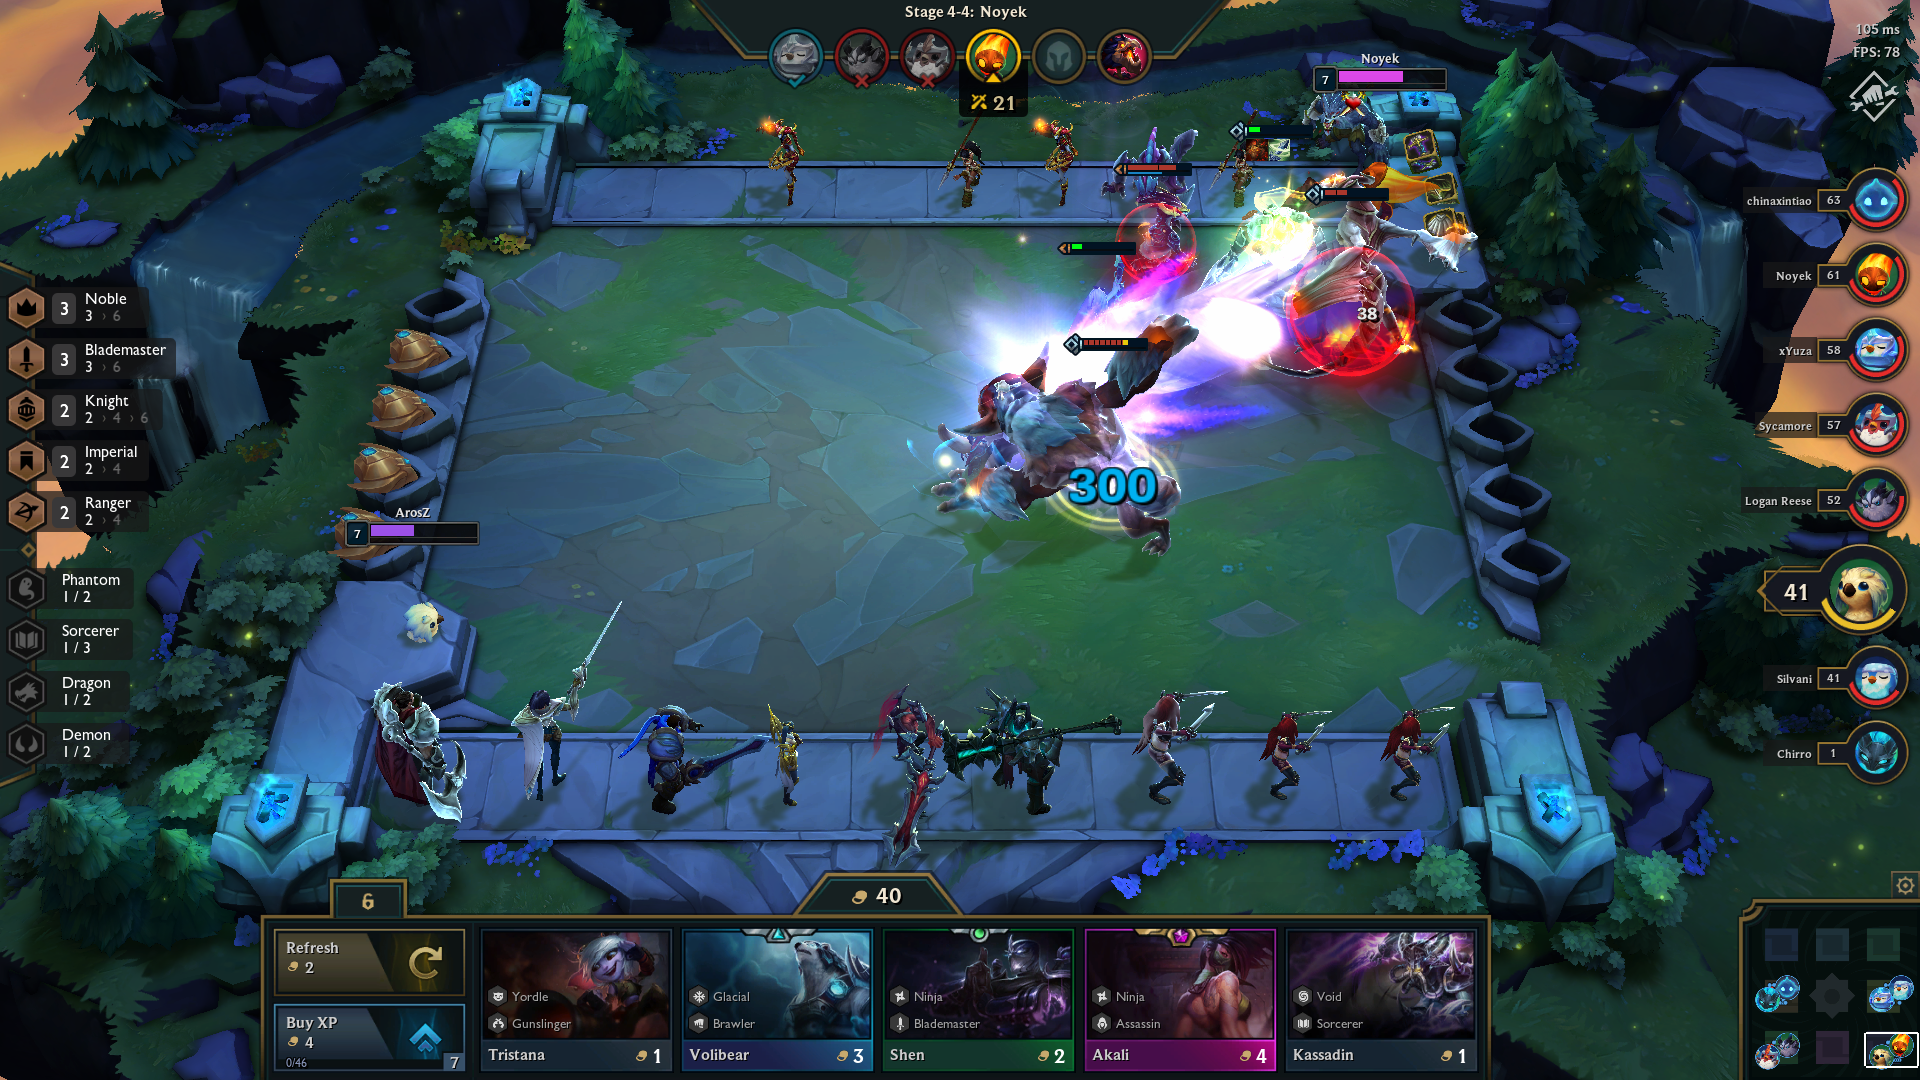 Stage 4-4: Noyek
21
105 ms
FPS: 78
Noyek
7
chinaxintiao 63
Noyek 61
xYuza 58
Sycamore 57
Logan Reese 52
41
Silvani 41
Chirro 1
3 Noble
3 › 6
3 Blademaster
3 › 6
2 Knight
2 › 4 › 6
2 Imperial
2 › 4
2 Ranger
2 › 4
Phantom
1 / 2
Sorcerer
1 / 3
Dragon
1 / 2
Demon
1 / 2
ArosZ
7
38
300
6
40
Refresh
2
Buy XP
4
0/46
7
Yordle
Gunslinger
Tristana 1
Glacial
Brawler
Volibear 3
Ninja
Blademaster
Shen 2
Ninja
Assassin
Akali 4
Void
Sorcerer
Kassadin 1